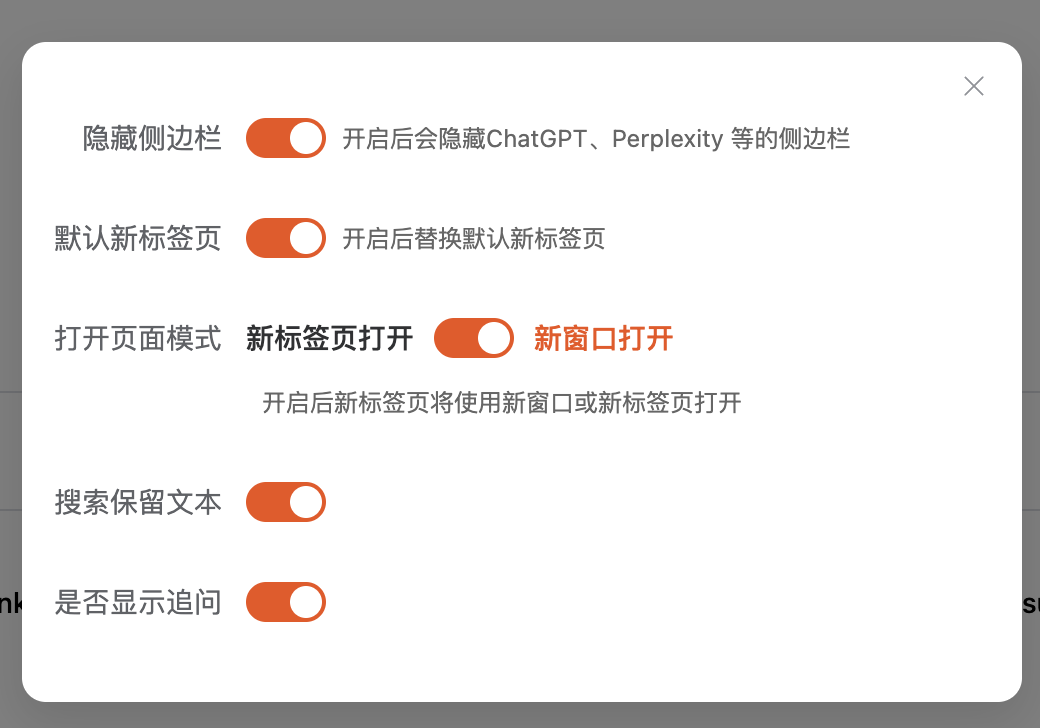 隐藏侧边栏 开启后会隐藏ChatGPT、Perplexity 等的侧边栏
默认新标签页 开启后替换默认新标签页
打开页面模式 新标签页打开 新窗口打开
开启后新标签页将使用新窗口或新标签页打开
搜索保留文本
是否显示追问